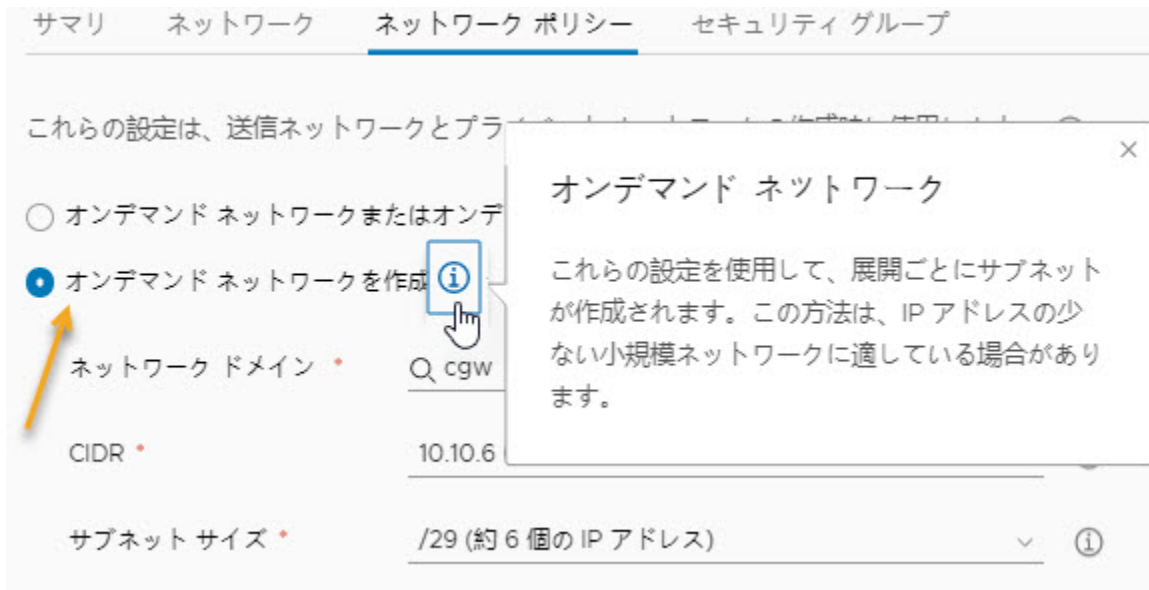 サマリ ネットワーク ネットワーク ポリシー セキュリティ グループ
これらの設定は、送信ネットワークとプラ
オンデマンド ネットワークまたはオンデ
オンデマンド ネットワークを作成
オンデマンド ネットワーク
これらの設定を使用して、展開ごとにサブネット
が作成されます。この方法は、IP アドレスの少
ない小規模ネットワークに適している場合があり
ます。
ネットワーク ドメイン * cgw
CIDR * 10.10.6
サブネット サイズ * /29 (約 6 個の IP アドレス)